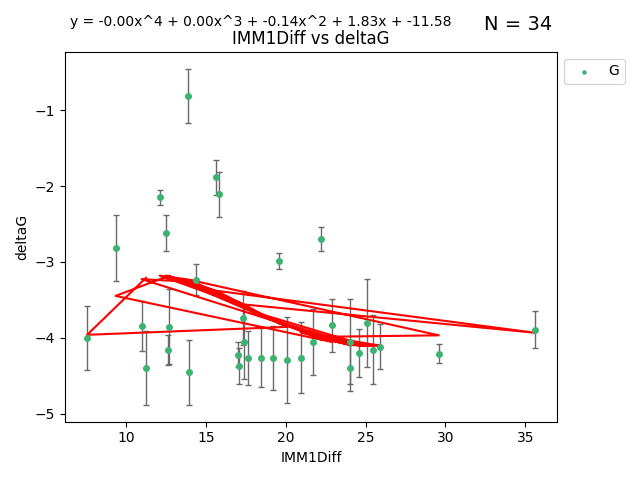 y = -0.00x^4 + 0.00x^3 + -0.14x^2 + 1.83x + -11.58
N = 34
IMM1Diff vs deltaG
G
deltaG
−1
−2
−3
−4
−5
10 15 20 25 30 35
IMM1Diff